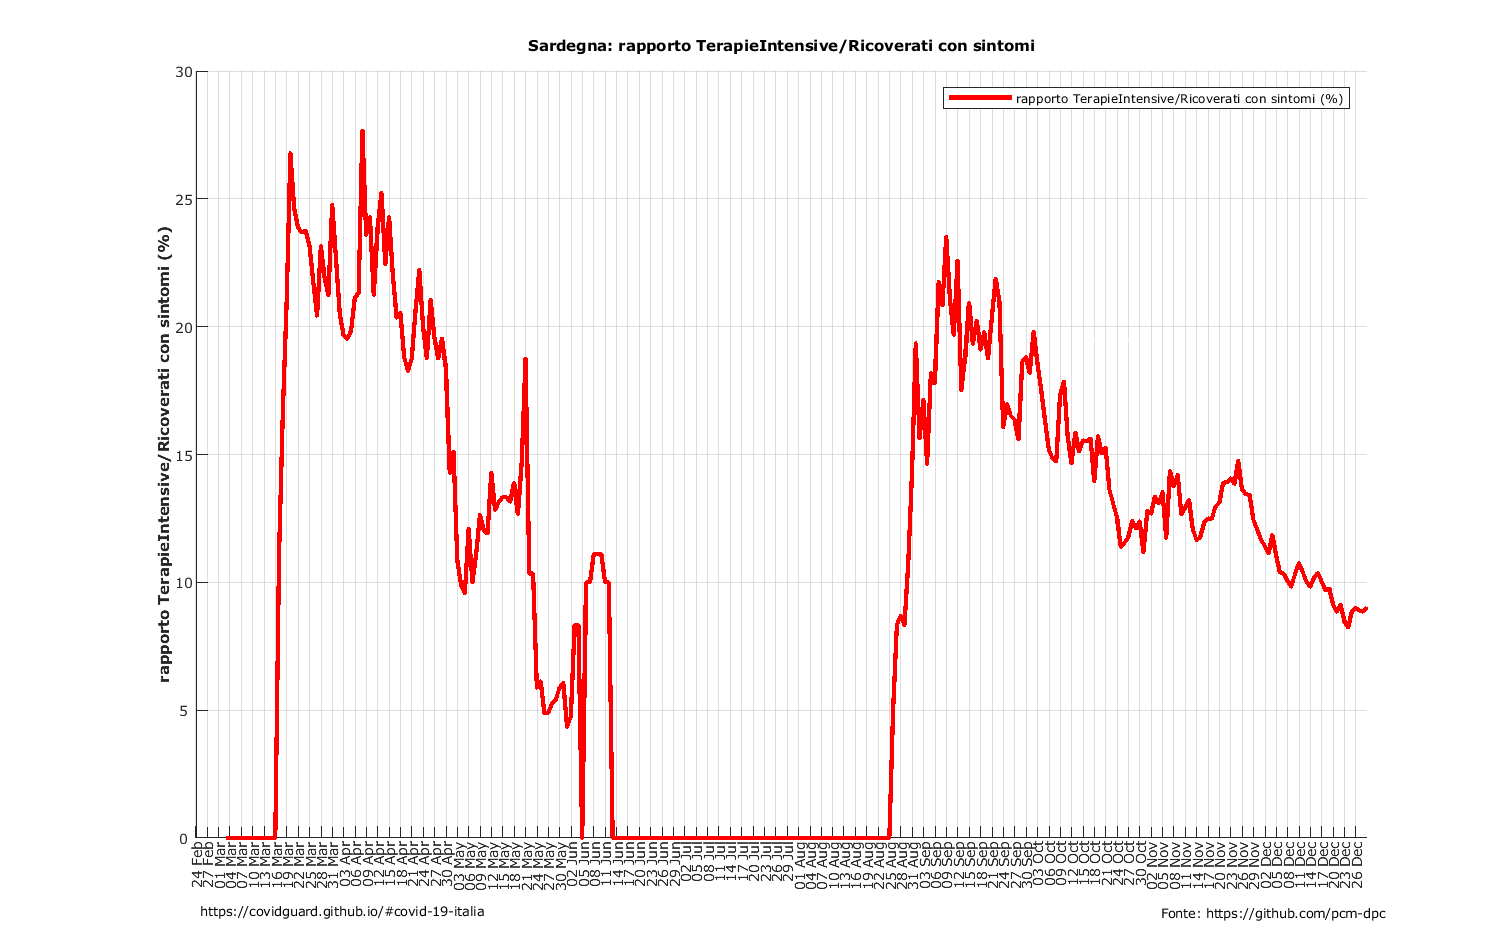 Sardegna: rapporto TerapieIntensive/Ricoverati con sintomi
rapporto TerapieIntensive/Ricoverati con sintomi (%)
rapporto TerapieIntensive/Ricoverati con sintomi (%)
30
25
20
15
10
5
0
24 Feb
27 Feb
01 Mar
04 Mar
07 Mar
10 Mar
13 Mar
16 Mar
19 Mar
22 Mar
25 Mar
28 Mar
31 Mar
03 Apr
06 Apr
09 Apr
12 Apr
15 Apr
18 Apr
21 Apr
24 Apr
27 Apr
30 Apr
03 May
06 May
09 May
12 May
15 May
18 May
21 May
24 May
27 May
30 May
02 Jun
05 Jun
08 Jun
11 Jun
14 Jun
17 Jun
20 Jun
23 Jun
26 Jun
29 Jun
02 Jul
05 Jul
08 Jul
11 Jul
14 Jul
17 Jul
20 Jul
23 Jul
26 Jul
29 Jul
01 Aug
04 Aug
07 Aug
10 Aug
13 Aug
16 Aug
19 Aug
22 Aug
25 Aug
28 Aug
31 Aug
03 Sep
06 Sep
09 Sep
12 Sep
15 Sep
18 Sep
21 Sep
24 Sep
27 Sep
30 Sep
03 Oct
06 Oct
09 Oct
12 Oct
15 Oct
18 Oct
21 Oct
24 Oct
27 Oct
30 Oct
02 Nov
05 Nov
08 Nov
11 Nov
14 Nov
17 Nov
20 Nov
23 Nov
26 Nov
29 Nov
02 Dec
05 Dec
08 Dec
11 Dec
14 Dec
17 Dec
20 Dec
23 Dec
26 Dec
https://covidguard.github.io/#covid-19-italia
Fonte: https://github.com/pcm-dpc